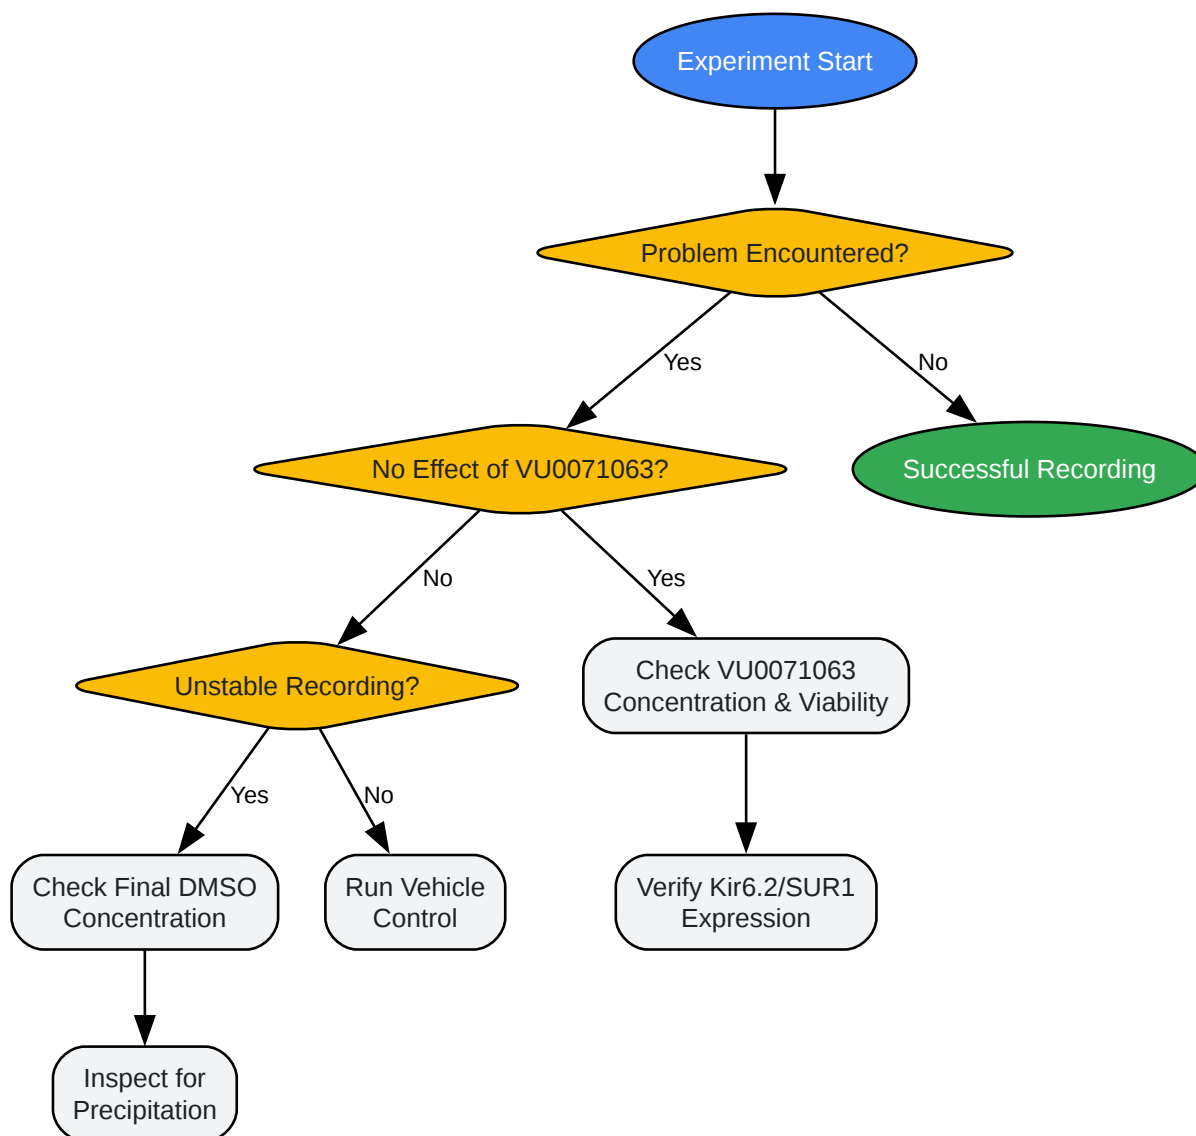 Experiment Start
Problem Encountered?
Yes
No
No Effect of VU0071063?
Successful Recording
No
Yes
Unstable Recording?
Check VU0071063
Concentration & Viability
Yes
No
Check Final DMSO
Concentration
Run Vehicle
Control
Verify Kir6.2/SUR1
Expression
Inspect for
Precipitation